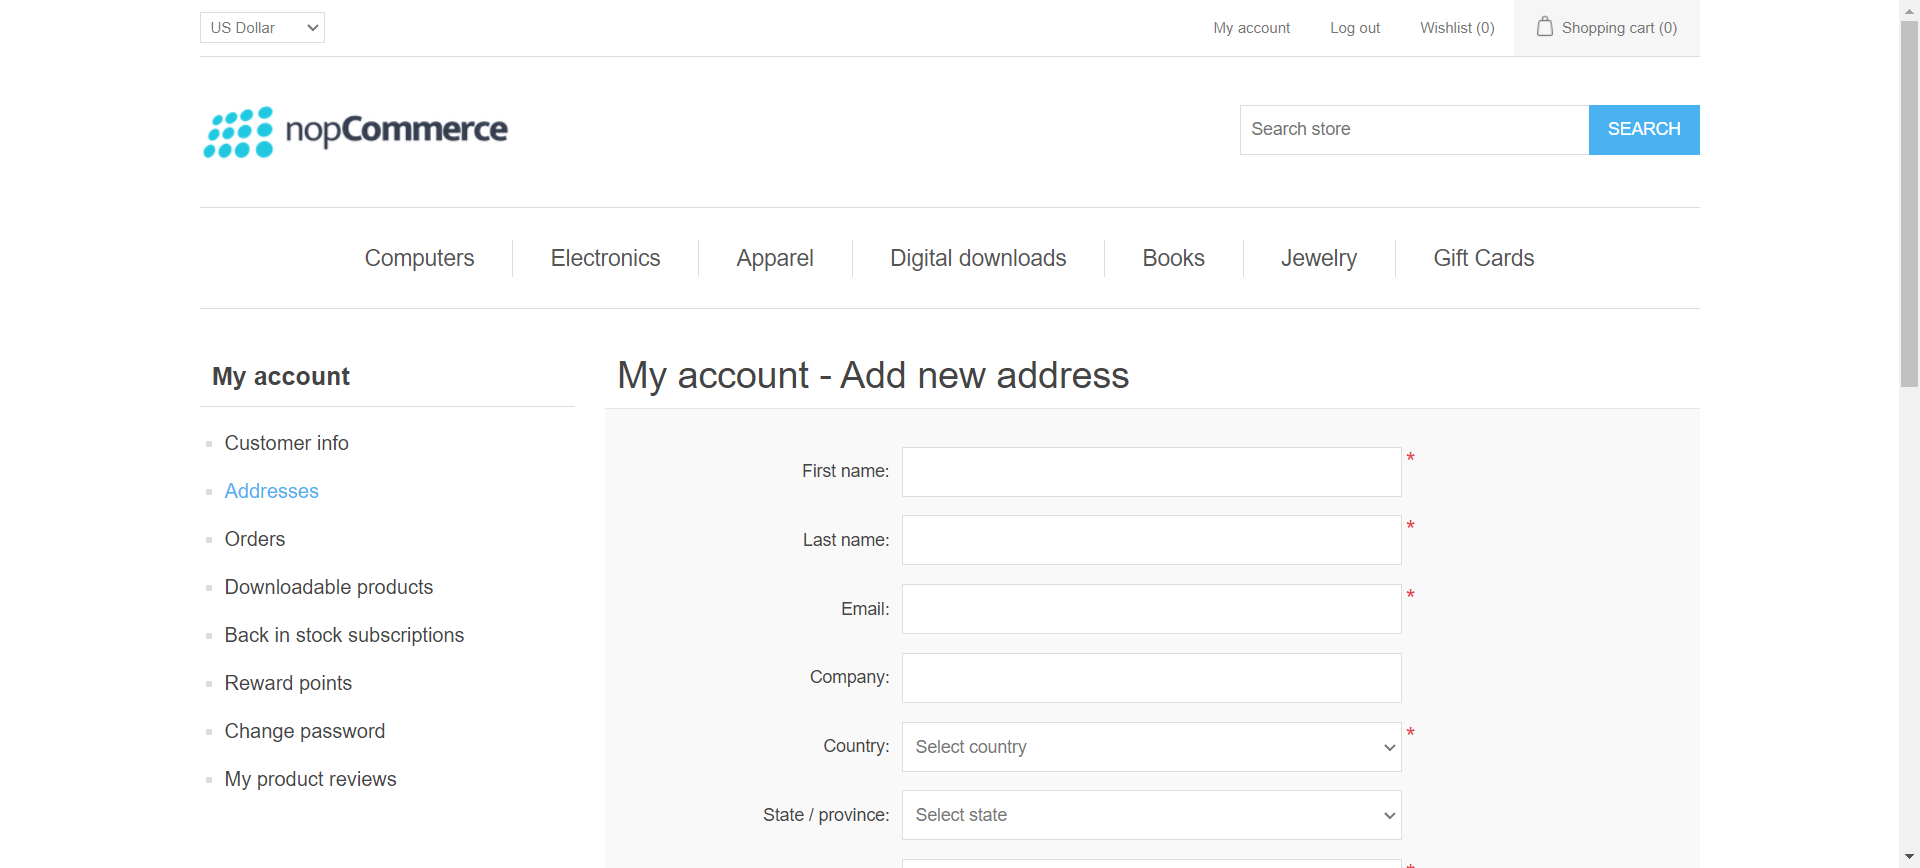 US Dollar
My account
Log out
Wishlist (0)
Shopping cart (0)
nopCommerce
Search store
SEARCH
Computers
Electronics
Apparel
Digital downloads
Books
Jewelry
Gift Cards
My account
Customer info
Addresses
Orders
Downloadable products
Back in stock subscriptions
Reward points
Change password
My product reviews
My account - Add new address
First name:
*
Last name:
*
Email:
*
Company:
Country:
Select country
*
State / province:
Select state
*